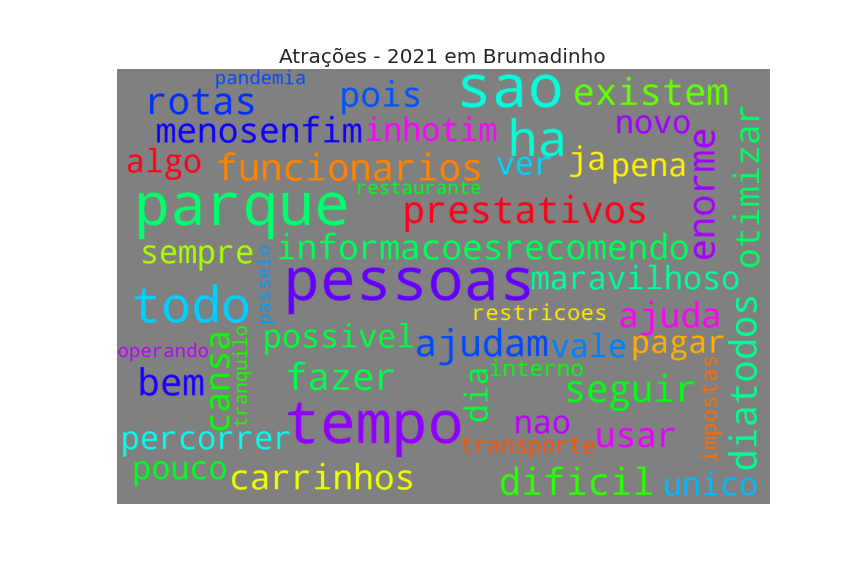 Atrações - 2021 em Brumadinho
pandemia
rotas
pois
sao
existem
menosenfim
inhotim
ha
novo
algo
funcionarios
ver
ja
pena
enorme
otimizar
restaurante
parque
prestativos
sempre
passeio
informacoesrecomendo
pessoas
maravilhoso
todo
restricoes
ajuda
operando
cansa
tranquilo
possivel
ajudam
vale
pagar
diatodos
bem
fazer
dia
interno
seguir
impostas
percorrer
tempo
nao
usar
transporte
pouco
carrinhos
dificil
unico